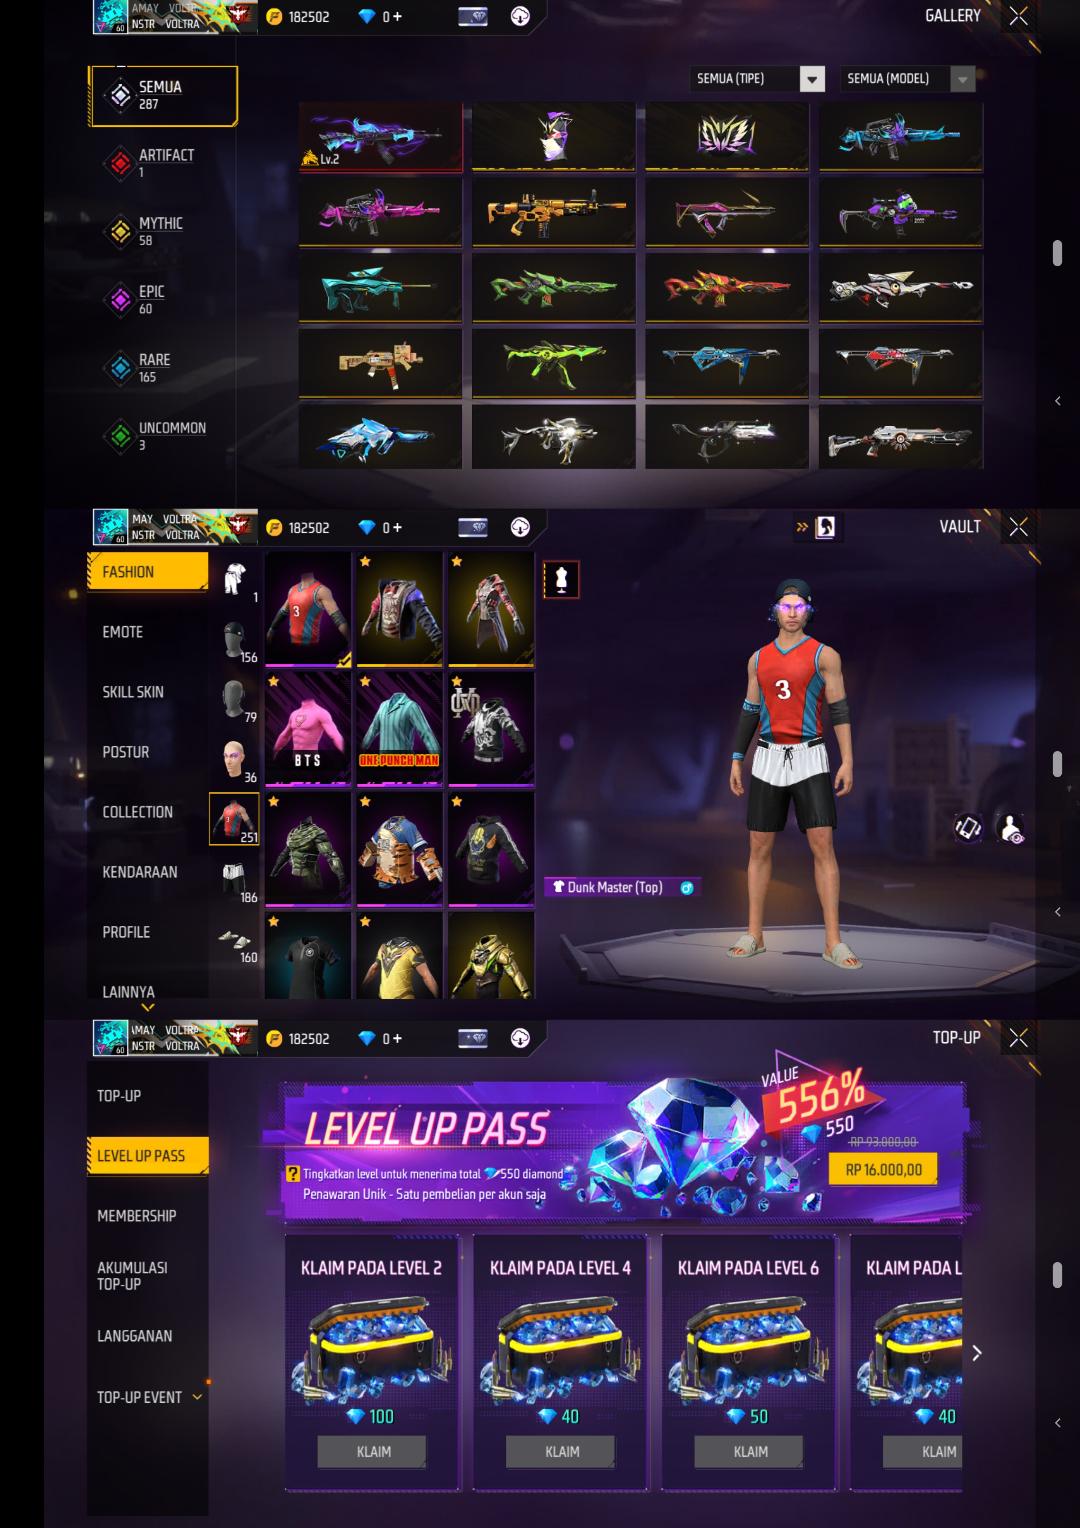 AMAY VOLTRA
NSTR VOLTRA
60
182502
0 +
GALLERY
SEMUA
287
ARTIFACT
1
MYTHIC
58
EPIC
60
RARE
165
UNCOMMON
3
SEMUA (TIPE)
SEMUA (MODEL)
Lv.2
3
MAY VOLTRA
NSTR VOLTRA
60
182502
0 +
VAULT
FASHION
EMOTE
SKILL SKIN
POSTUR
COLLECTION
KENDARAAN
PROFILE
LAINNYA
1
156
79
36
251
186
160
3
BTS
ONE PUNCH MAN
3
Dunk Master (Top)
MAY VOLTRA
NSTR VOLTRA
60
182502
0 +
TOP-UP
TOP-UP
LEVEL UP PASS
MEMBERSHIP
AKUMULASI
TOP-UP
LANGGANAN
TOP-UP EVENT
LEVEL UP PASS
? Tingkatkan level untuk menerima total 550 diamond
Penawaran Unik - Satu pembelian per akun saja
VALUE
556%
550
RP 93.000,00
RP 16.000,00
KLAIM PADA LEVEL 2
100
KLAIM
KLAIM PADA LEVEL 4
40
KLAIM
KLAIM PADA LEVEL 6
50
KLAIM
KLAIM PADA L
40
KLAIM